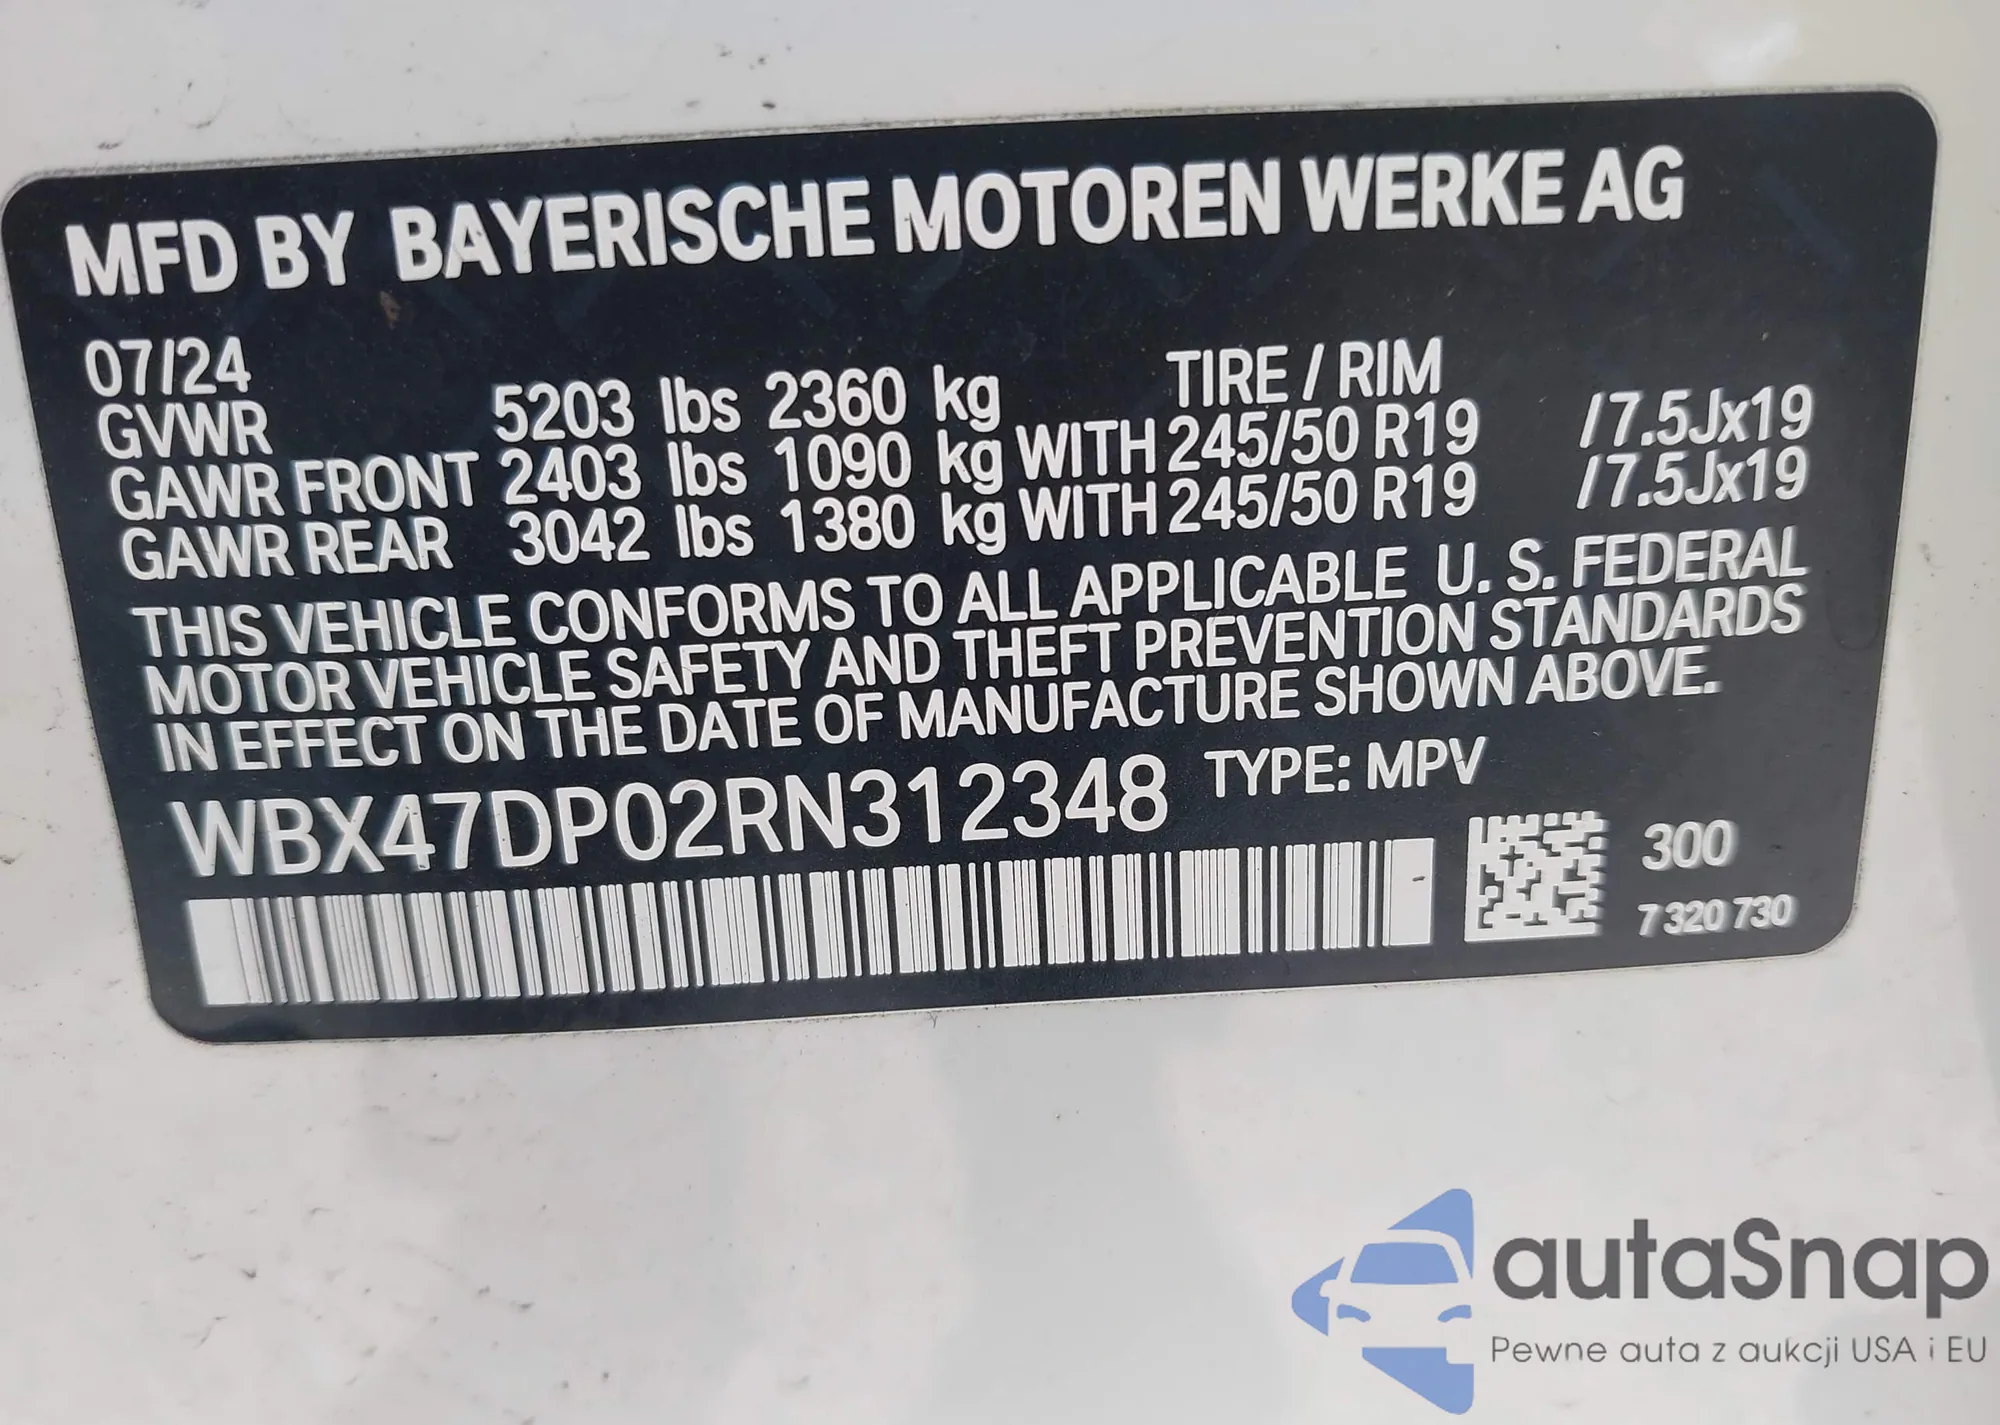 MFD BY BAYERISCHE MOTOREN WERKE AG
07/24 TIRE / RIM
GVWR 5203 lbs 2360 kg
GAWR FRONT 2403 lbs 1090 kg WITH 245/50 R19 /7.5Jx19
GAWR REAR 3042 lbs 1380 kg WITH 245/50 R19 /7.5Jx19
THIS VEHICLE CONFORMS TO ALL APPLICABLE U. S. FEDERAL
MOTOR VEHICLE SAFETY AND THEFT PREVENTION STANDARDS
IN EFFECT ON THE DATE OF MANUFACTURE SHOWN ABOVE.
WBX47DP02RN312348 TYPE: MPV
300
7 320 730
autaSnap
Pewne auta z aukcji USA i EU